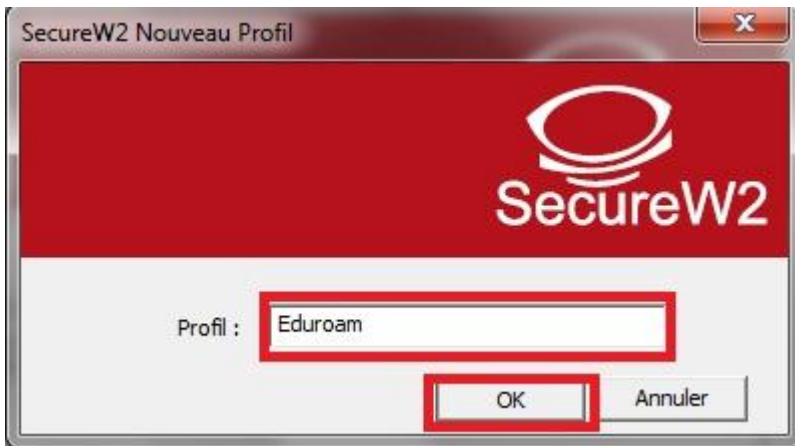 SecureW2 Nouveau Profil
SecureW2
Profil : Eduroam
OK Annuler